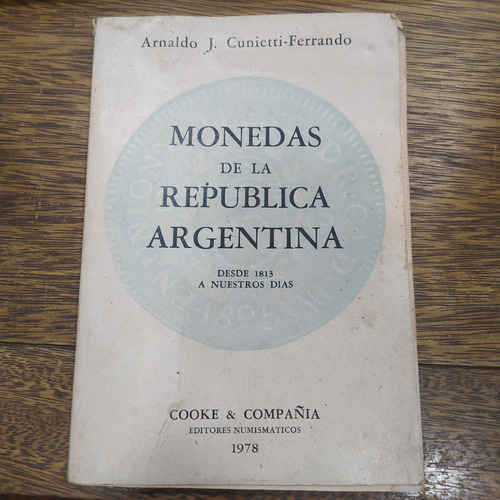 Arnaldo J. Cunietti-Ferrando
MONEDAS
DE LA
REPUBLICA
ARGENTINA
DESDE 1813
A NUESTROS DIAS
COOKE & COMPAÑIA
EDITORES NUMISMATICOS
1978